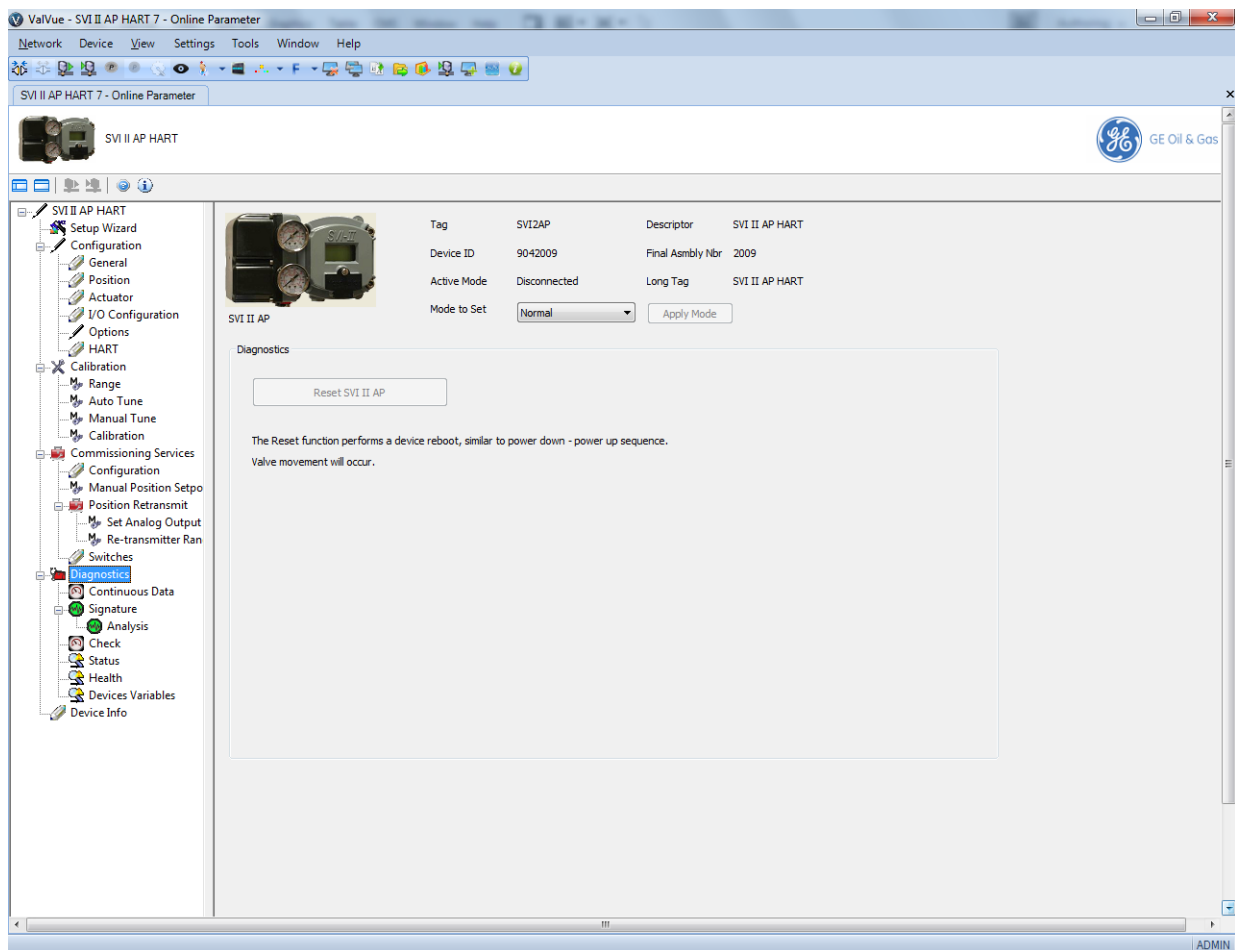 ValVue - SVI II AP HART 7 - Online Parameter
Network Device View Settings Tools Window Help
F
SVI II AP HART 7 - Online Parameter
SVI II AP HART
GE Oil & Gas
SVI II AP HART
Setup Wizard
Configuration
General
Position
Actuator
I/O Configuration
Options
HART
Calibration
Range
Auto Tune
Manual Tune
Calibration
Commissioning Services
Configuration
Manual Position Setpo
Position Retransmit
Set Analog Output
Re-transmitter Ran
Switches
Diagnostics
Continuous Data
Signature
Analysis
Check
Status
Health
Devices Variables
Device Info
SVI-II
SVI II AP
Tag SVI2AP Descriptor SVI II AP HART
Device ID 9042009 Final Asmbly Nbr 2009
Active Mode Disconnected Long Tag SVI II AP HART
Mode to Set Normal Apply Mode
Diagnostics
Reset SVI II AP
The Reset function performs a device reboot, similar to power down - power up sequence.
Valve movement will occur.
ADMIN